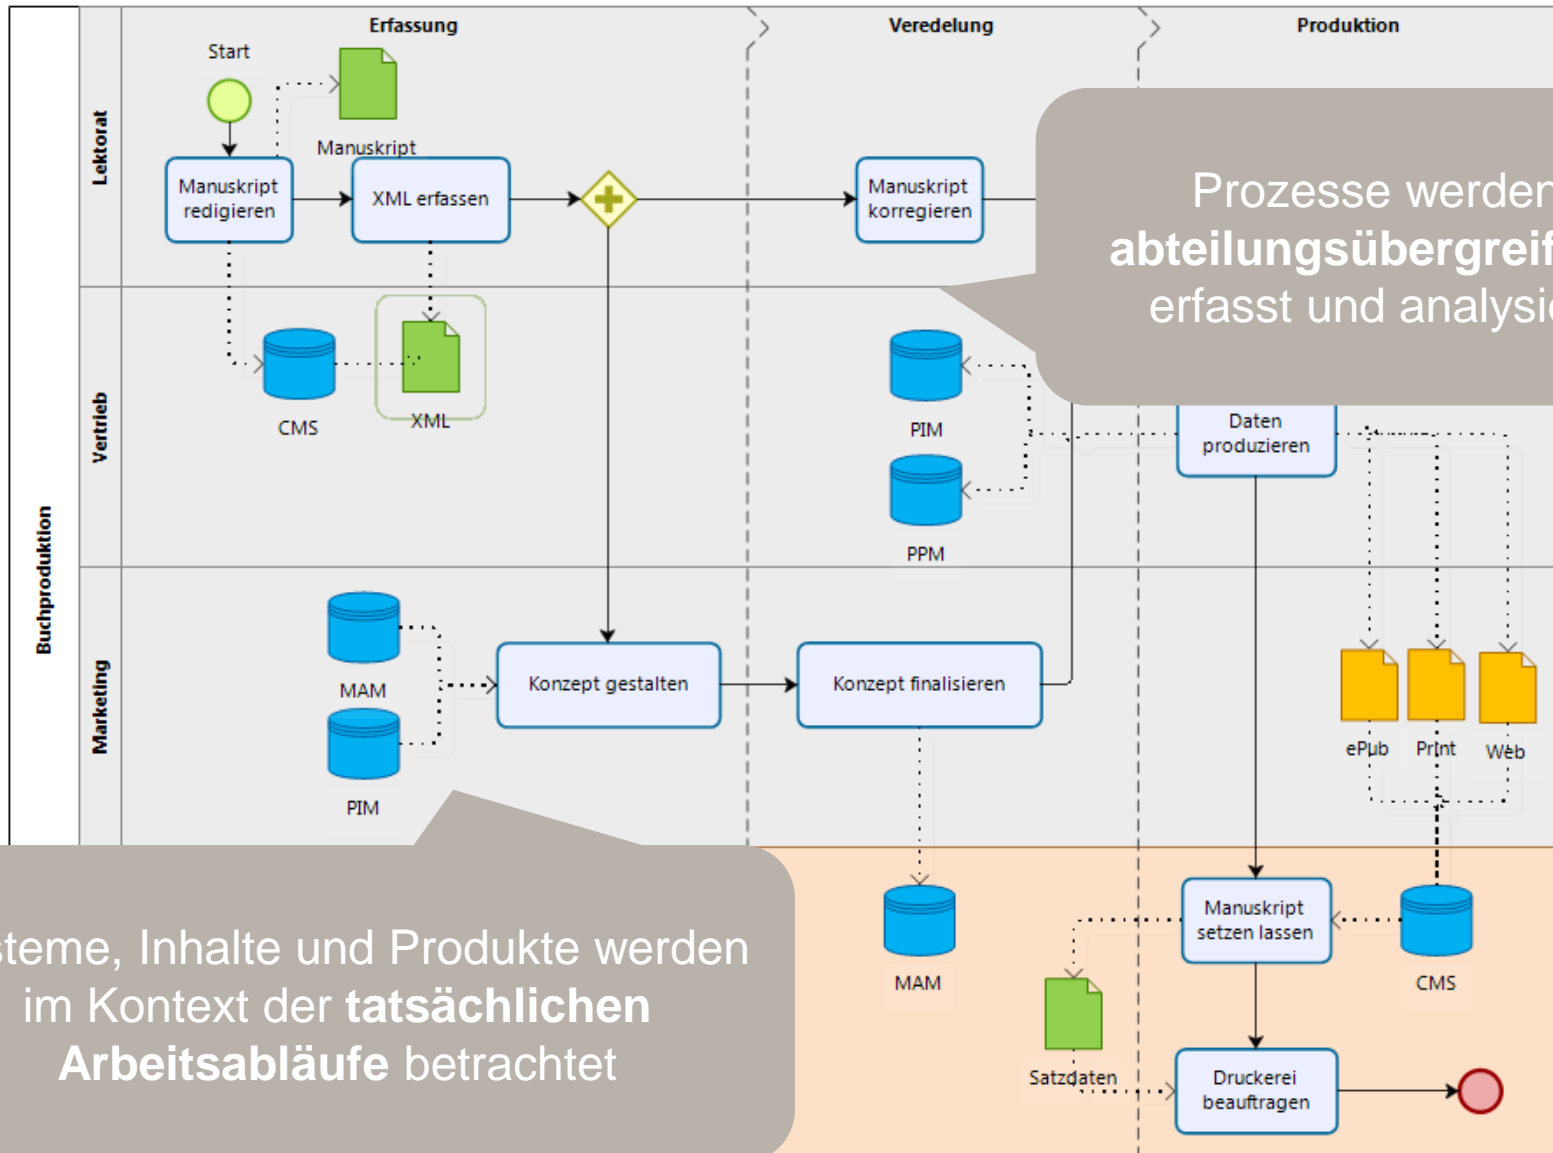 Erfassung
Veredelung
Produktion
Buchproduktion
Lektorat
Start
Manuskript
Manuskript
redigieren
XML erfassen
Manuskript
korregieren
Prozesse werden
abteilungsübergreif
erfasst und analysie
Vertrieb
CMS
XML
PIM
PPM
Daten
produzieren
Marketing
MAM
PIM
Konzept gestalten
Konzept finalisieren
ePub
Print
Web
steme, Inhalte und Produkte werden
im Kontext der tatsächlichen
Arbeitsabläufe betrachtet
MAM
Manuskript
setzen lassen
CMS
Satzdaten
Druckerei
beauftragen